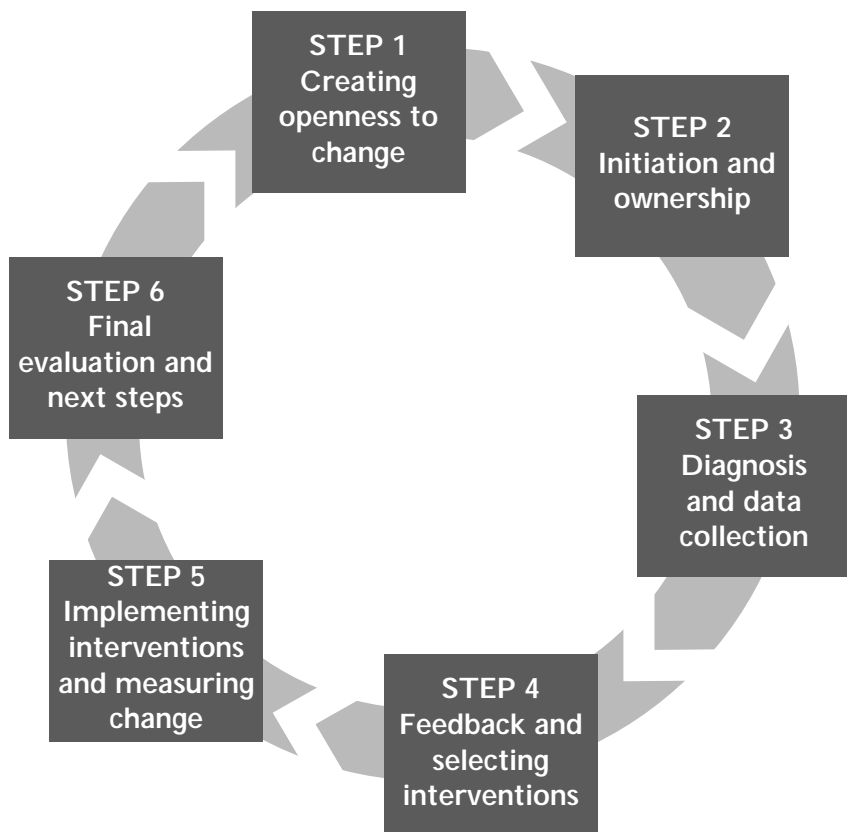 STEP 1
Creating
openness to
change
STEP 2
Initiation and
ownership
STEP 3
Diagnosis
and data
collection
STEP 4
Feedback and
selecting
interventions
STEP 5
Implementing
interventions
and measuring
change
STEP 6
Final
evaluation and
next steps